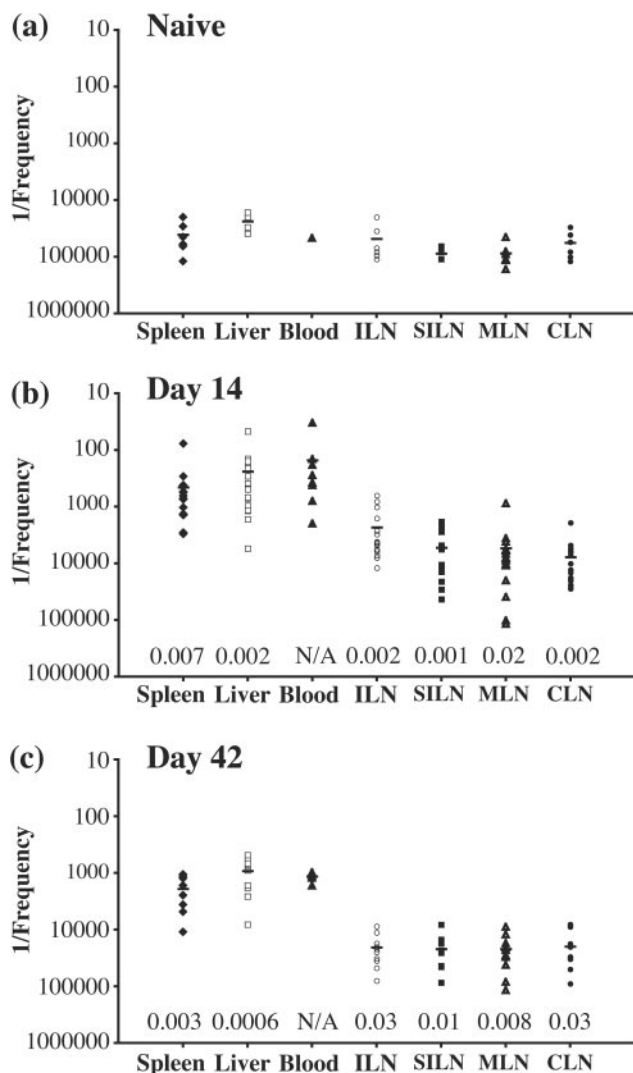 (a) Naive
10
100
1000
10000
100000
1000000
1/Frequency
Spleen Liver Blood ILN SILN MLN CLN
(b) Day 14
10
100
1000
10000
100000
1000000
1/Frequency
0.007 0.002 N/A 0.002 0.001 0.02 0.002
Spleen Liver Blood ILN SILN MLN CLN
(c) Day 42
10
100
1000
10000
100000
1000000
1/Frequency
0.003 0.0006 N/A 0.03 0.01 0.008 0.03
Spleen Liver Blood ILN SILN MLN CLN